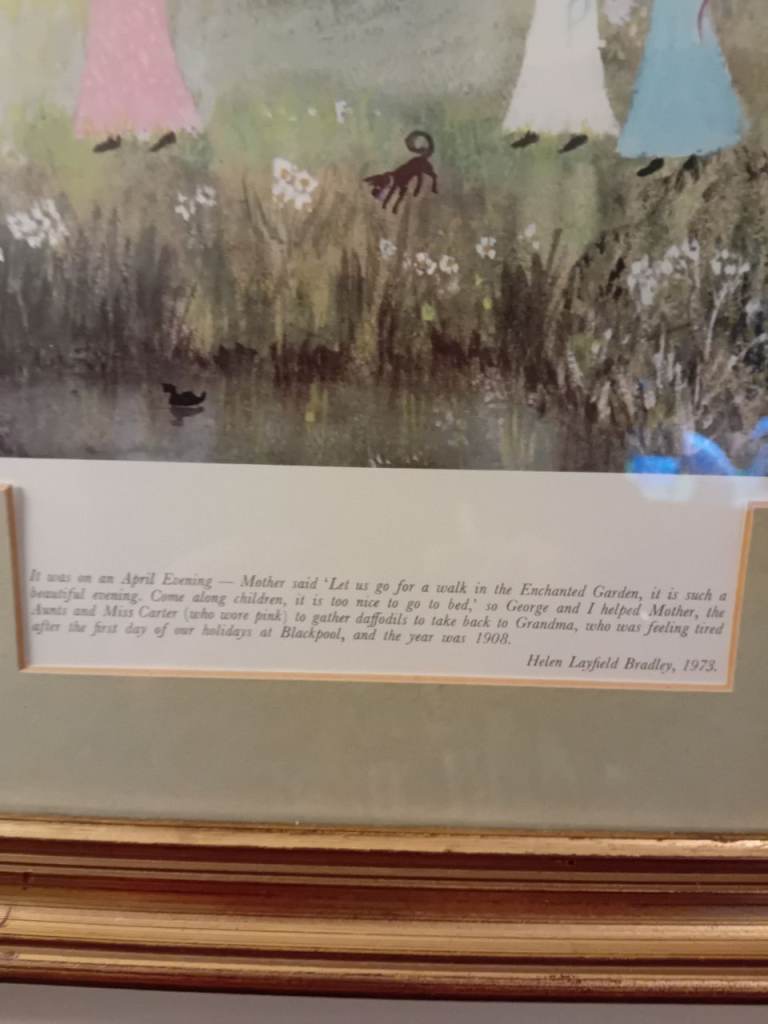 It was on an April Evening — Mother said ‘Let us go for a walk in the Enchanted Garden, it is such a
beautiful evening. Come along children, it is too nice to go to bed,’ so George and I helped Mother, the
Aunts and Miss Carter (who wore pink) to gather daffodils to take back to Grandma, who was feeling tired
after the first day of our holidays at Blackpool, and the year was 1908.
Helen Layfield Bradley, 1973.